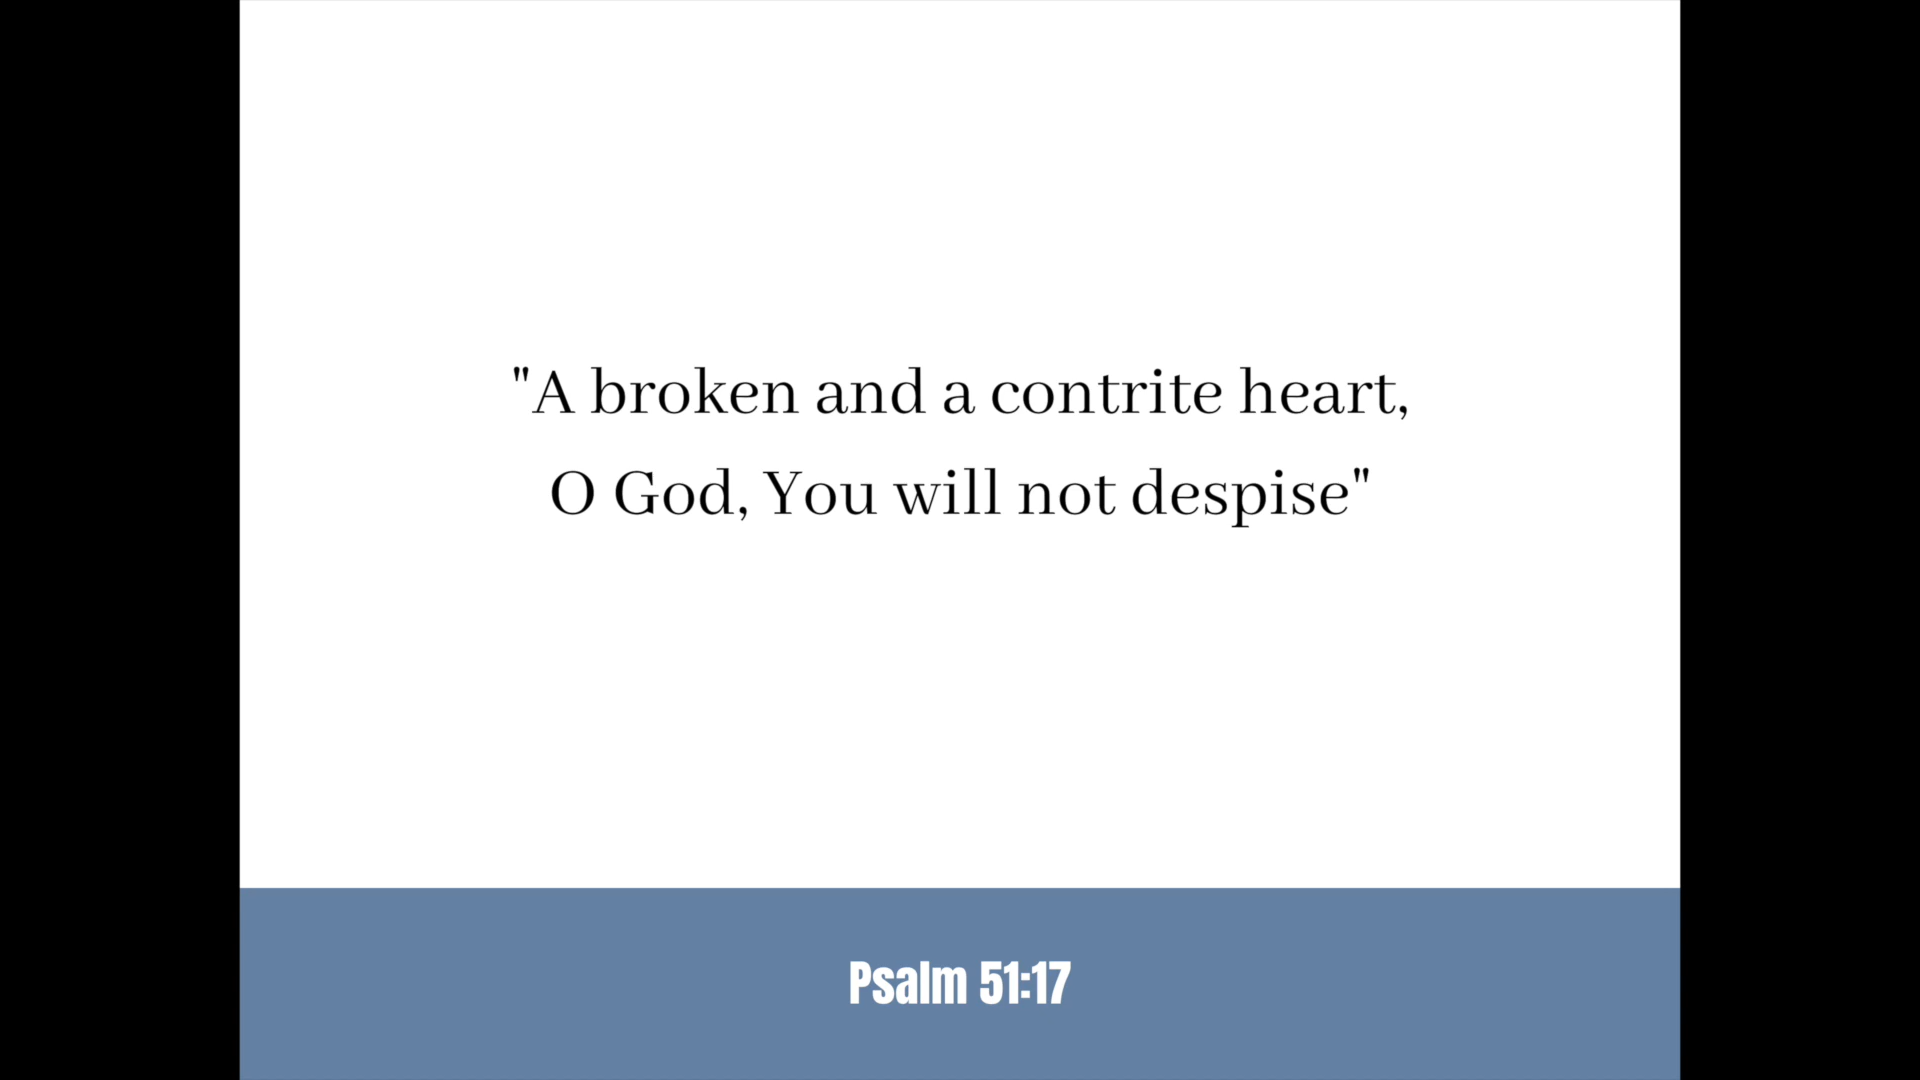 "A broken and a contrite heart,
O God, You will not despise"
Psalm 51:17